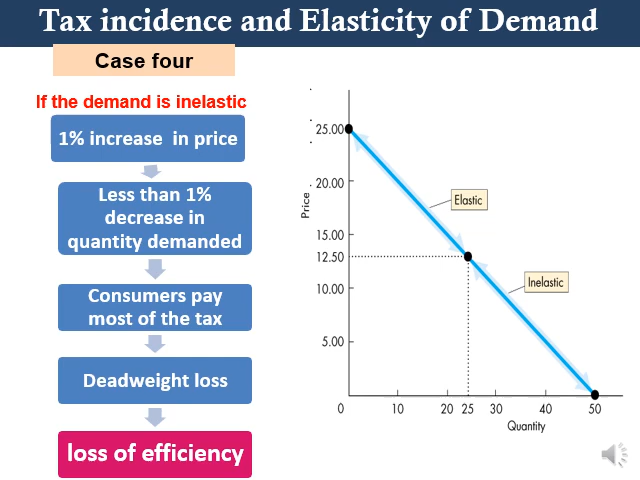 Tax incidence and Elasticity of Demand
Case four
If the demand is inelastic
1% increase in price
Less than 1%
decrease in
quantity demanded
Consumers pay
most of the tax
Deadweight loss
loss of efficiency
25.00
20.00
15.00
12.50
10.00
5.00
Price
Elastic
Inelastic
0 10 20 25 30 40 50
Quantity